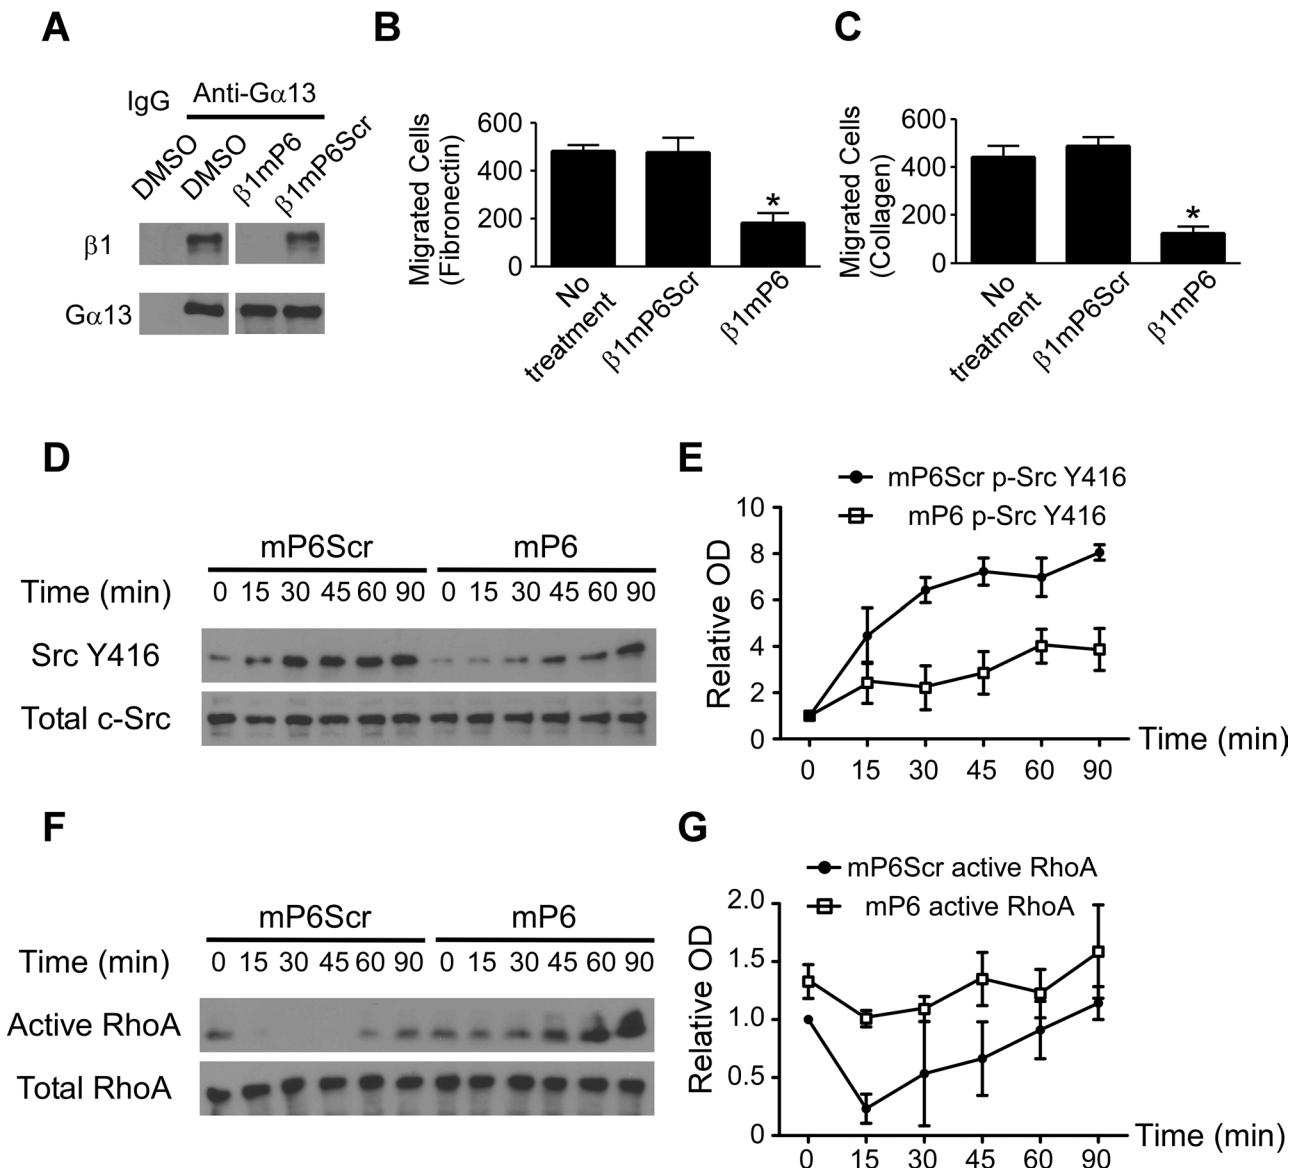 A
IgG
Anti-Gα13
DMSO
DMSO
β1mP6
β1mP6Scr
β1
Gα13
B
Migrated Cells
(Fibronectin)
600
400
200
0
*
No
treatment
β1mP6Scr
β1mP6
C
Migrated Cells
(Collagen)
600
400
200
0
*
No
treatment
β1mP6Scr
β1mP6
D
mP6Scr mP6
Time (min) 0 15 30 45 60 90 0 15 30 45 60 90
Src Y416
Total c-Src
E
mP6Scr p-Src Y416
mP6 p-Src Y416
Relative OD
10
8
6
4
2
0
0 15 30 45 60 90
Time (min)
F
mP6Scr mP6
Time (min) 0 15 30 45 60 90 0 15 30 45 60 90
Active RhoA
Total RhoA
G
mP6Scr active RhoA
mP6 active RhoA
Relative OD
2.0
1.5
1.0
0.5
0
0 15 30 45 60 90
Time (min)